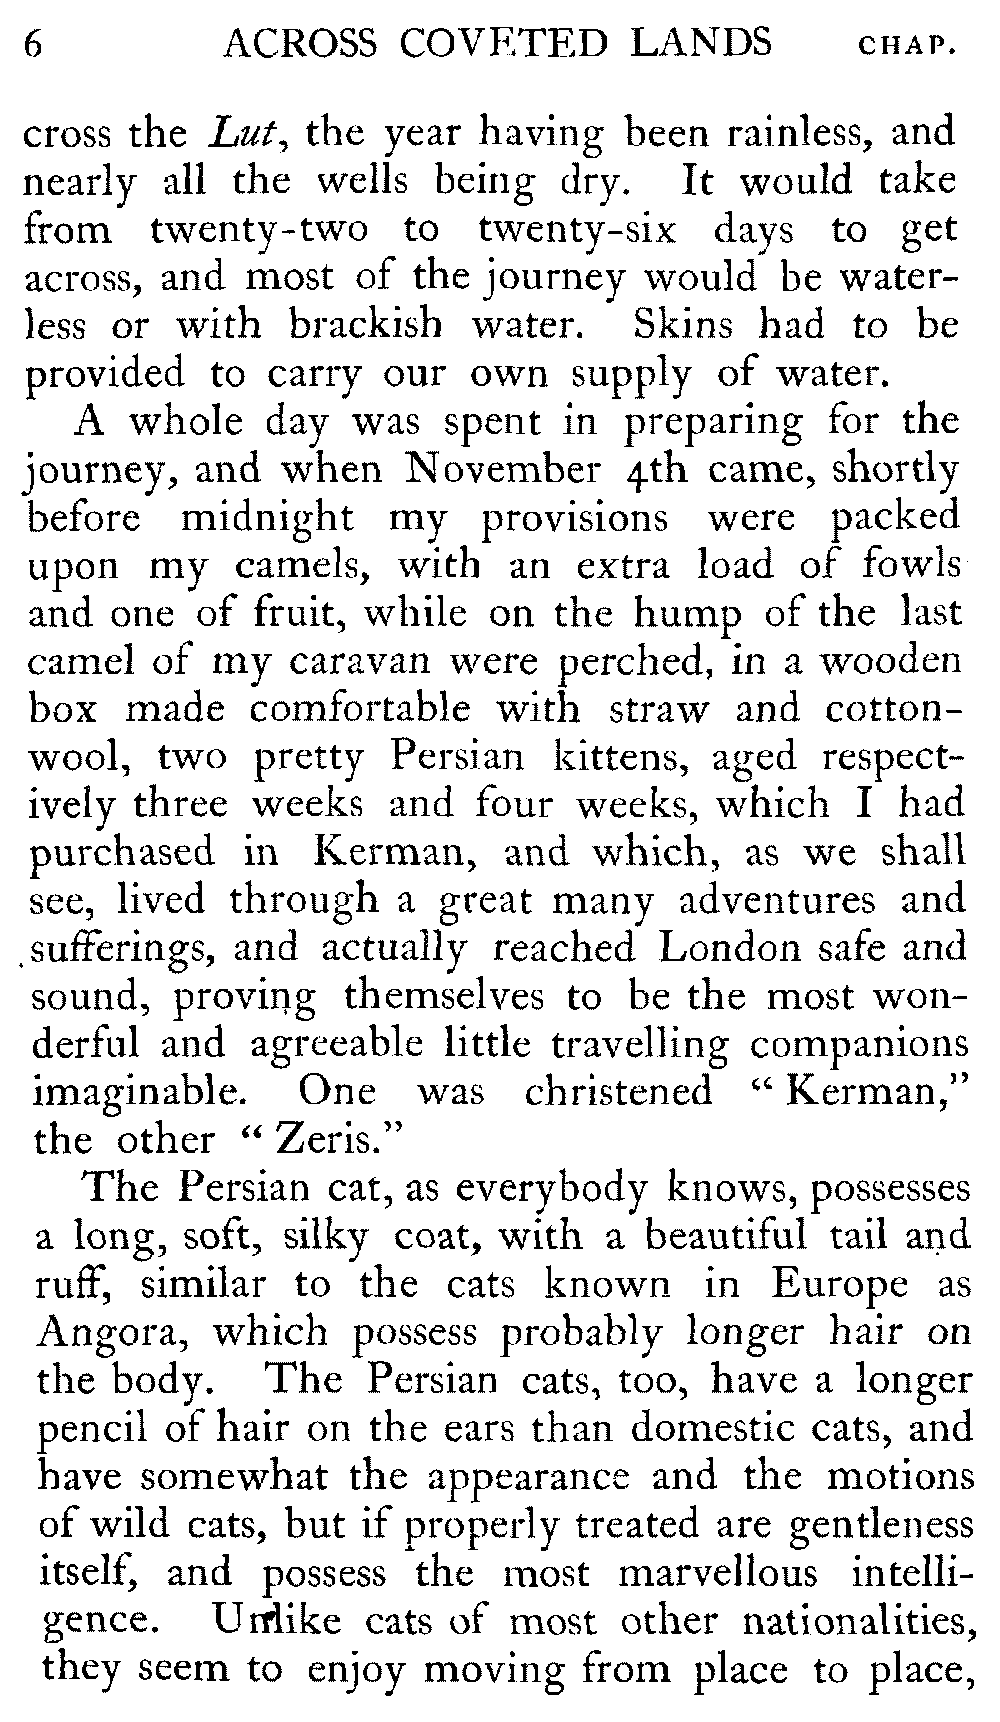 6 ACROSS COVETED LANDS CHAP.
cross the Lut, the year having been rainless, and
nearly all the wells being dry. It would take
from twenty-two to twenty-six days to get
across, and most of the journey would be water-
less or with brackish water. Skins had to be
provided to carry our own supply of water.
A whole day was spent in preparing for the
journey, and when November 4th came, shortly
before midnight my provisions were packed
upon my camels, with an extra load of fowls
and one of fruit, while on the hump of the last
camel of my caravan were perched, in a wooden
box made comfortable with straw and cotton-
wool, two pretty Persian kittens, aged respect-
ively three weeks and four weeks, which I had
purchased in Kerman, and which, as we shall
see, lived through a great many adventures and
sufferings, and actually reached London safe and
sound, proving themselves to be the most won-
derful and agreeable little travelling companions
imaginable. One was christened "Kerman,"
the other "Zeris."
The Persian cat, as everybody knows, possesses
a long, soft, silky coat, with a beautiful tail and
ruff, similar to the cats known in Europe as
Angora, which possess probably longer hair on
the body. The Persian cats, too, have a longer
pencil of hair on the ears than domestic cats, and
have somewhat the appearance and the motions
of wild cats, but if properly treated are gentleness
itself, and possess the most marvellous intelli-
gence. Unlike cats of most other nationalities,
they seem to enjoy moving from place to place,